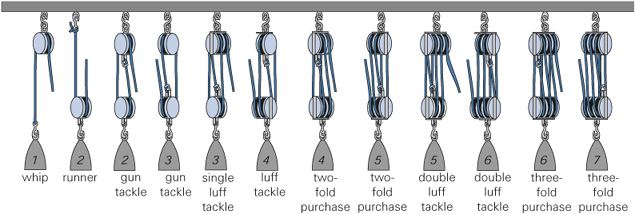 1 2 2 3 3 4 4 5 5 6 6 7
whip runner gun gun single luff two- two- double double three- three-
tackle tackle luff tackle fold fold luff luff fold fold
tackle purchase purchase tackle tackle purchase purchase